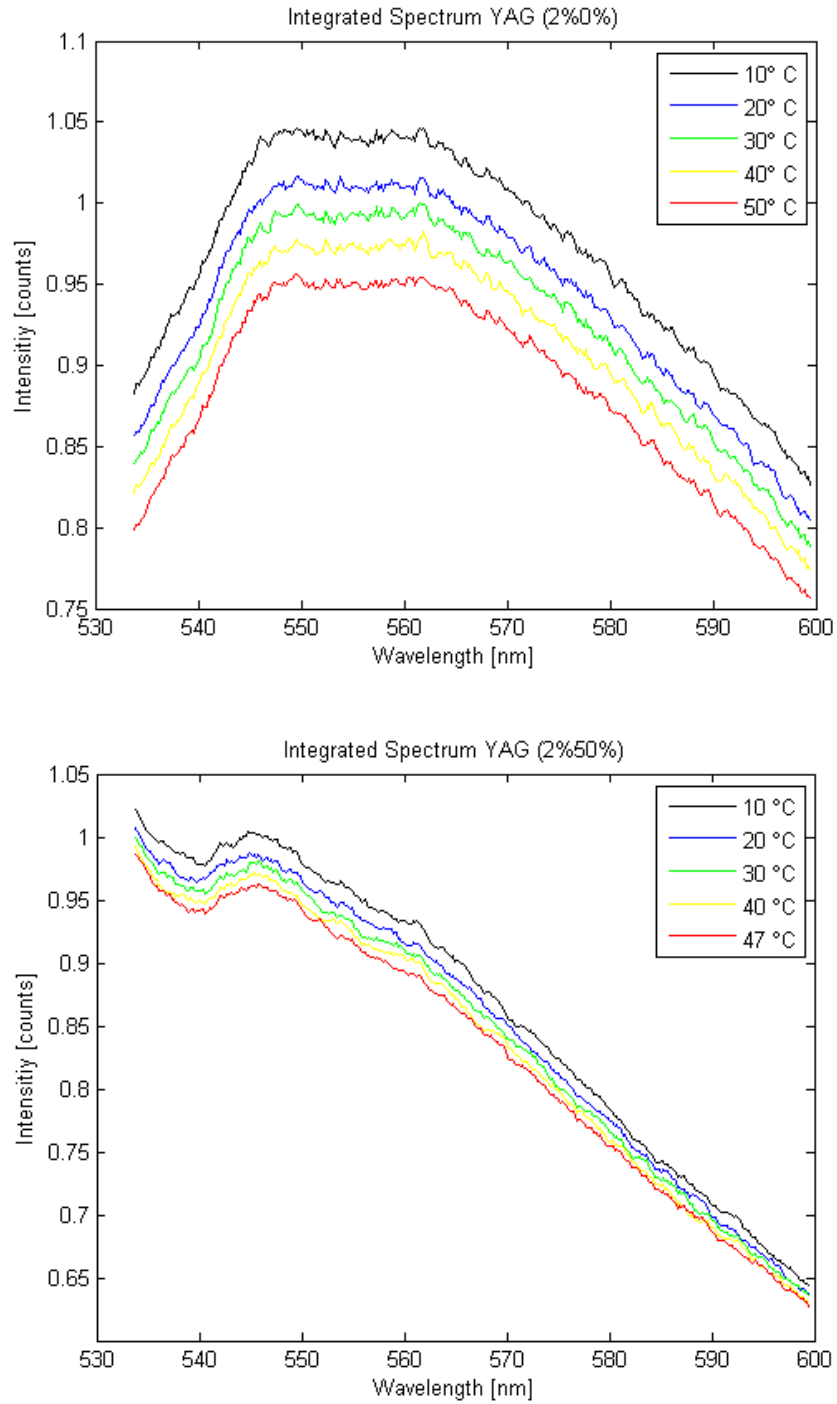 Integrated Spectrum YAG (2%0%)
1.1
1.05
1
0.95
0.9
0.85
0.8
0.75
Intensitiy [counts]
10° C
20° C
30° C
40° C
50° C
530 540 550 560 570 580 590 600
Wavelength [nm]
Integrated Spectrum YAG (2%50%)
1.05
1
0.95
0.9
0.85
0.8
0.75
0.7
0.65
Intensitiy [counts]
10 °C
20 °C
30 °C
40 °C
47 °C
530 540 550 560 570 580 590 600
Wavelength [nm]